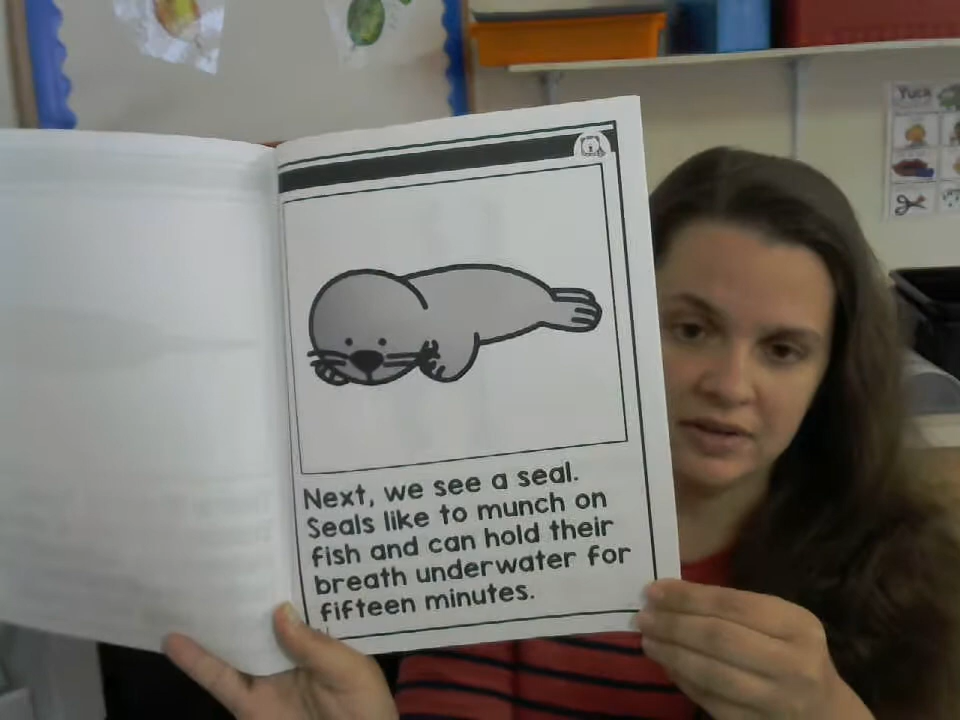 Yuck
Next, we see a seal.
Seals like to munch on
fish and can hold their
breath underwater for
fifteen minutes.